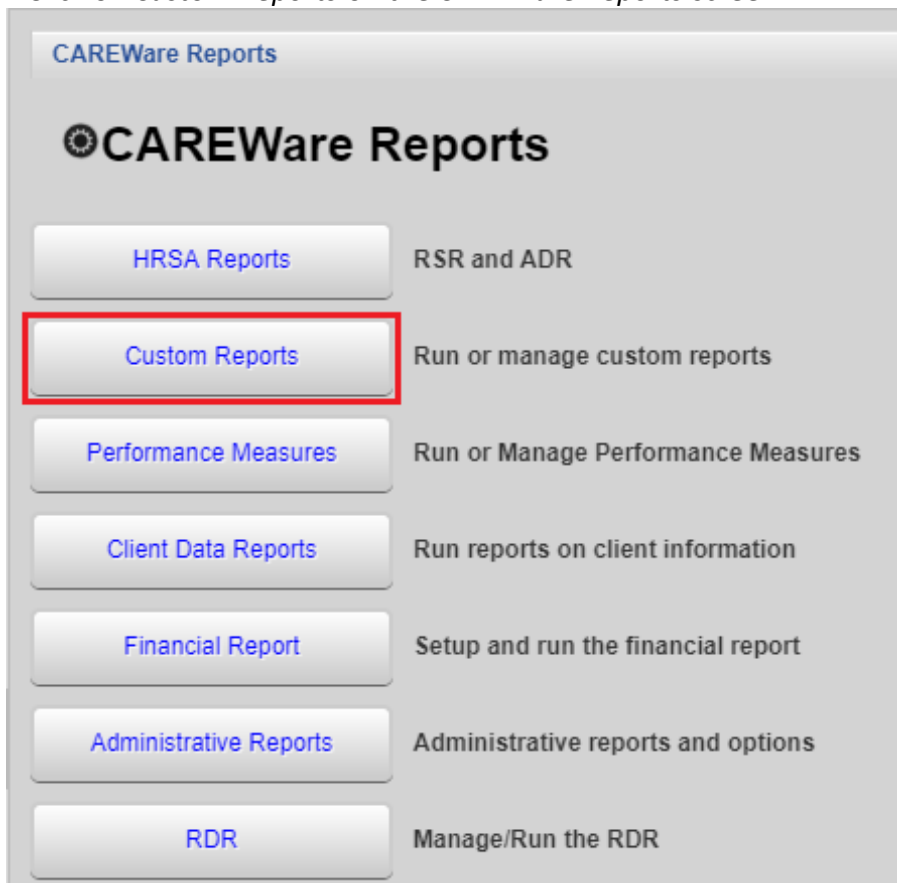 CAREWare Reports
CAREWare Reports
HRSA Reports RSR and ADR
Custom Reports Run or manage custom reports
Performance Measures Run or Manage Performance Measures
Client Data Reports Run reports on client information
Financial Report Setup and run the financial report
Administrative Reports Administrative reports and options
RDR Manage/Run the RDR